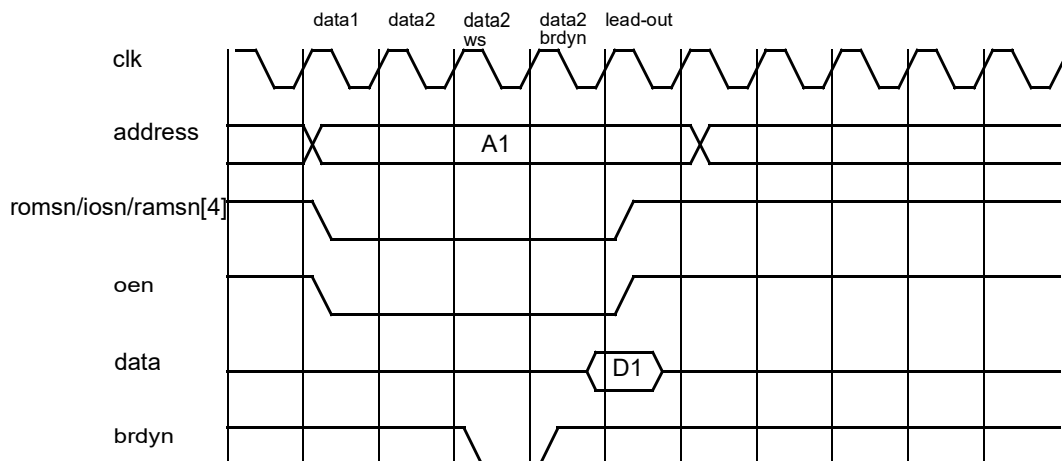 data1 data2 data2 data2 lead-out
ws brdyn
clk
address
A1
romsn/iosn/ramsn[4]
oen
data
D1
brdyn